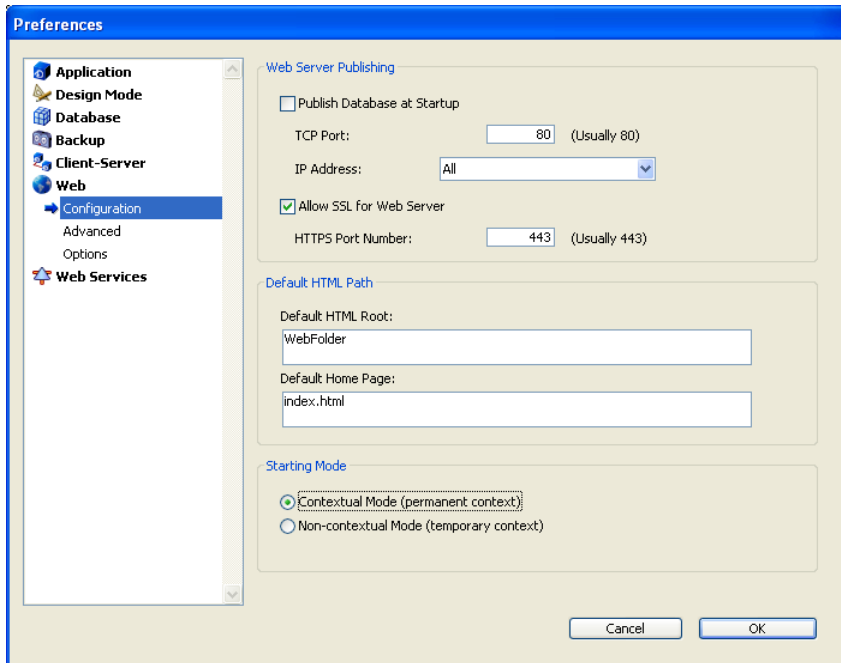 Preferences
Application
Design Mode
Database
Backup
Client-Server
Web
Configuration
Advanced
Options
Web Services
Web Server Publishing
Publish Database at Startup
TCP Port: 80 (Usually 80)
IP Address: All
Allow SSL for Web Server
HTTPS Port Number: 443 (Usually 443)
Default HTML Path
Default HTML Root:
WebFolder
Default Home Page:
index.html
Starting Mode
Contextual Mode (permanent context)
Non-contextual Mode (temporary context)
Cancel OK